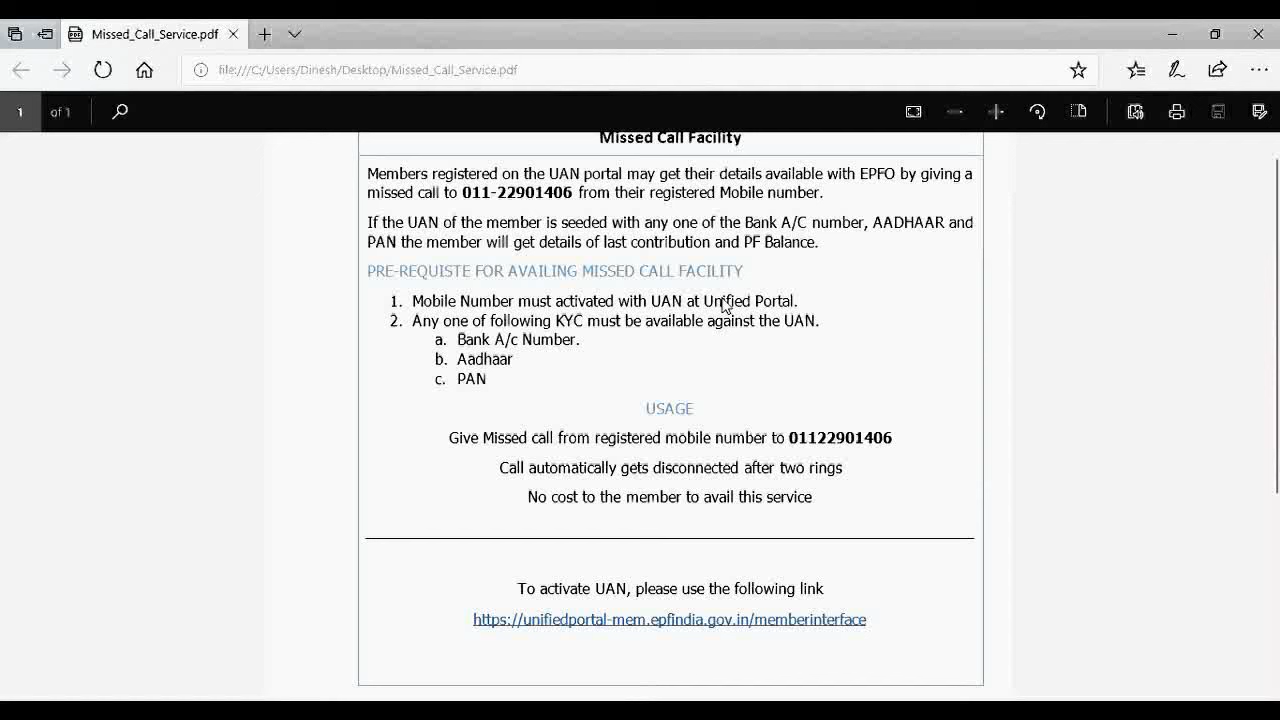 Missed_Call_Service.pdf
file:///C:/Users/Dinesh/Desktop/Missed_Call_Service.pdf
1 of 1
Missed Call Facility
Members registered on the UAN portal may get their details available with EPFO by giving a
missed call to 011-22901406 from their registered Mobile number.
If the UAN of the member is seeded with any one of the Bank A/C number, AADHAAR and
PAN the member will get details of last contribution and PF Balance.
PRE-REQUISTE FOR AVAILING MISSED CALL FACILITY
1. Mobile Number must activated with UAN at Unified Portal.
2. Any one of following KYC must be available against the UAN.
a. Bank A/c Number.
b. Aadhaar
c. PAN
USAGE
Give Missed call from registered mobile number to 01122901406
Call automatically gets disconnected after two rings
No cost to the member to avail this service
To activate UAN, please use the following link
https://unifiedportal-mem.epfindia.gov.in/memberinterface